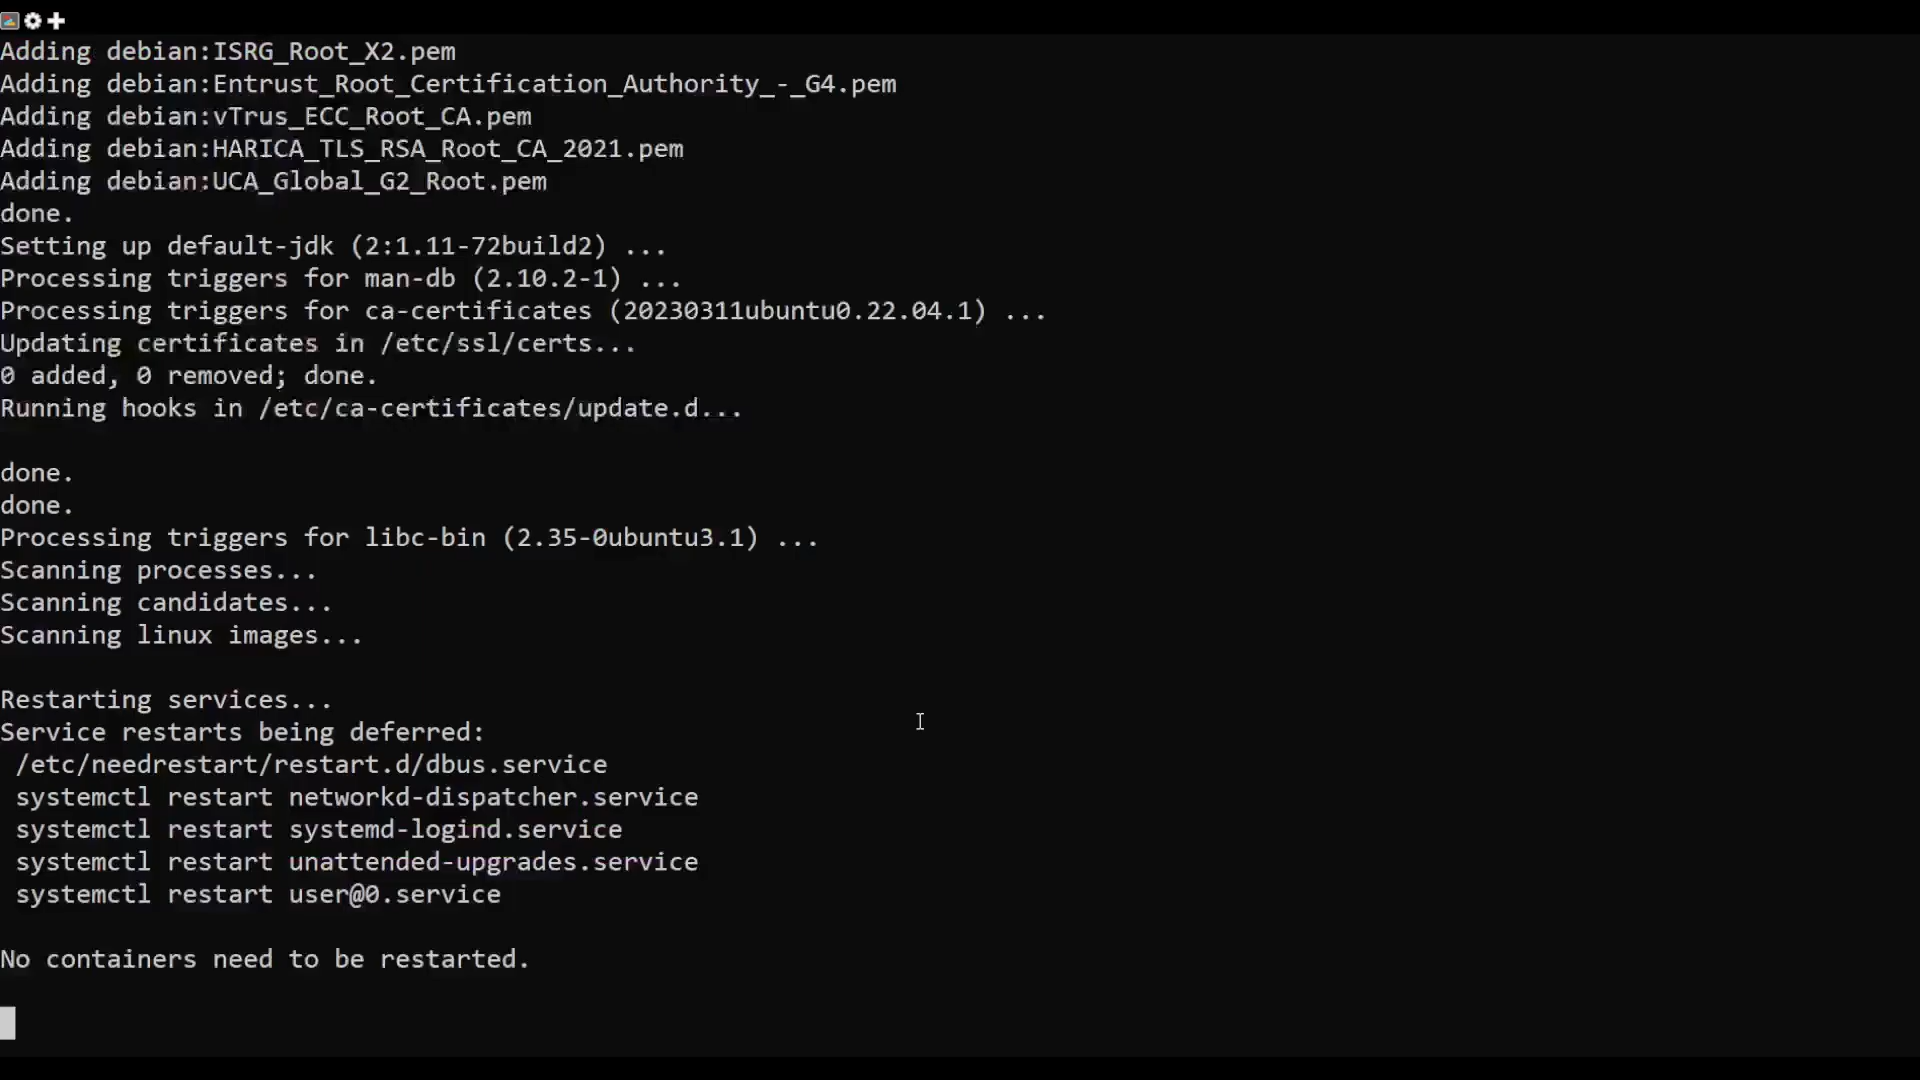 Adding debian:ISRG_Root_X2.pem
Adding debian:Entrust_Root_Certification_Authority_-_G4.pem
Adding debian:vTrus_ECC_Root_CA.pem
Adding debian:HARICA_TLS_RSA_Root_CA_2021.pem
Adding debian:UCA_Global_G2_Root.pem
done.
Setting up default-jdk (2:1.11-72build2) ...
Processing triggers for man-db (2.10.2-1) ...
Processing triggers for ca-certificates (20230311ubuntu0.22.04.1) ...
Updating certificates in /etc/ssl/certs...
0 added, 0 removed; done.
Running hooks in /etc/ca-certificates/update.d...
done.
done.
Processing triggers for libc-bin (2.35-0ubuntu3.1) ...
Scanning processes...
Scanning candidates...
Scanning linux images...
Restarting services...
Service restarts being deferred:
/etc/needrestart/restart.d/dbus.service
systemctl restart networkd-dispatcher.service
systemctl restart systemd-logind.service
systemctl restart unattended-upgrades.service
systemctl restart user@0.service
No containers need to be restarted.